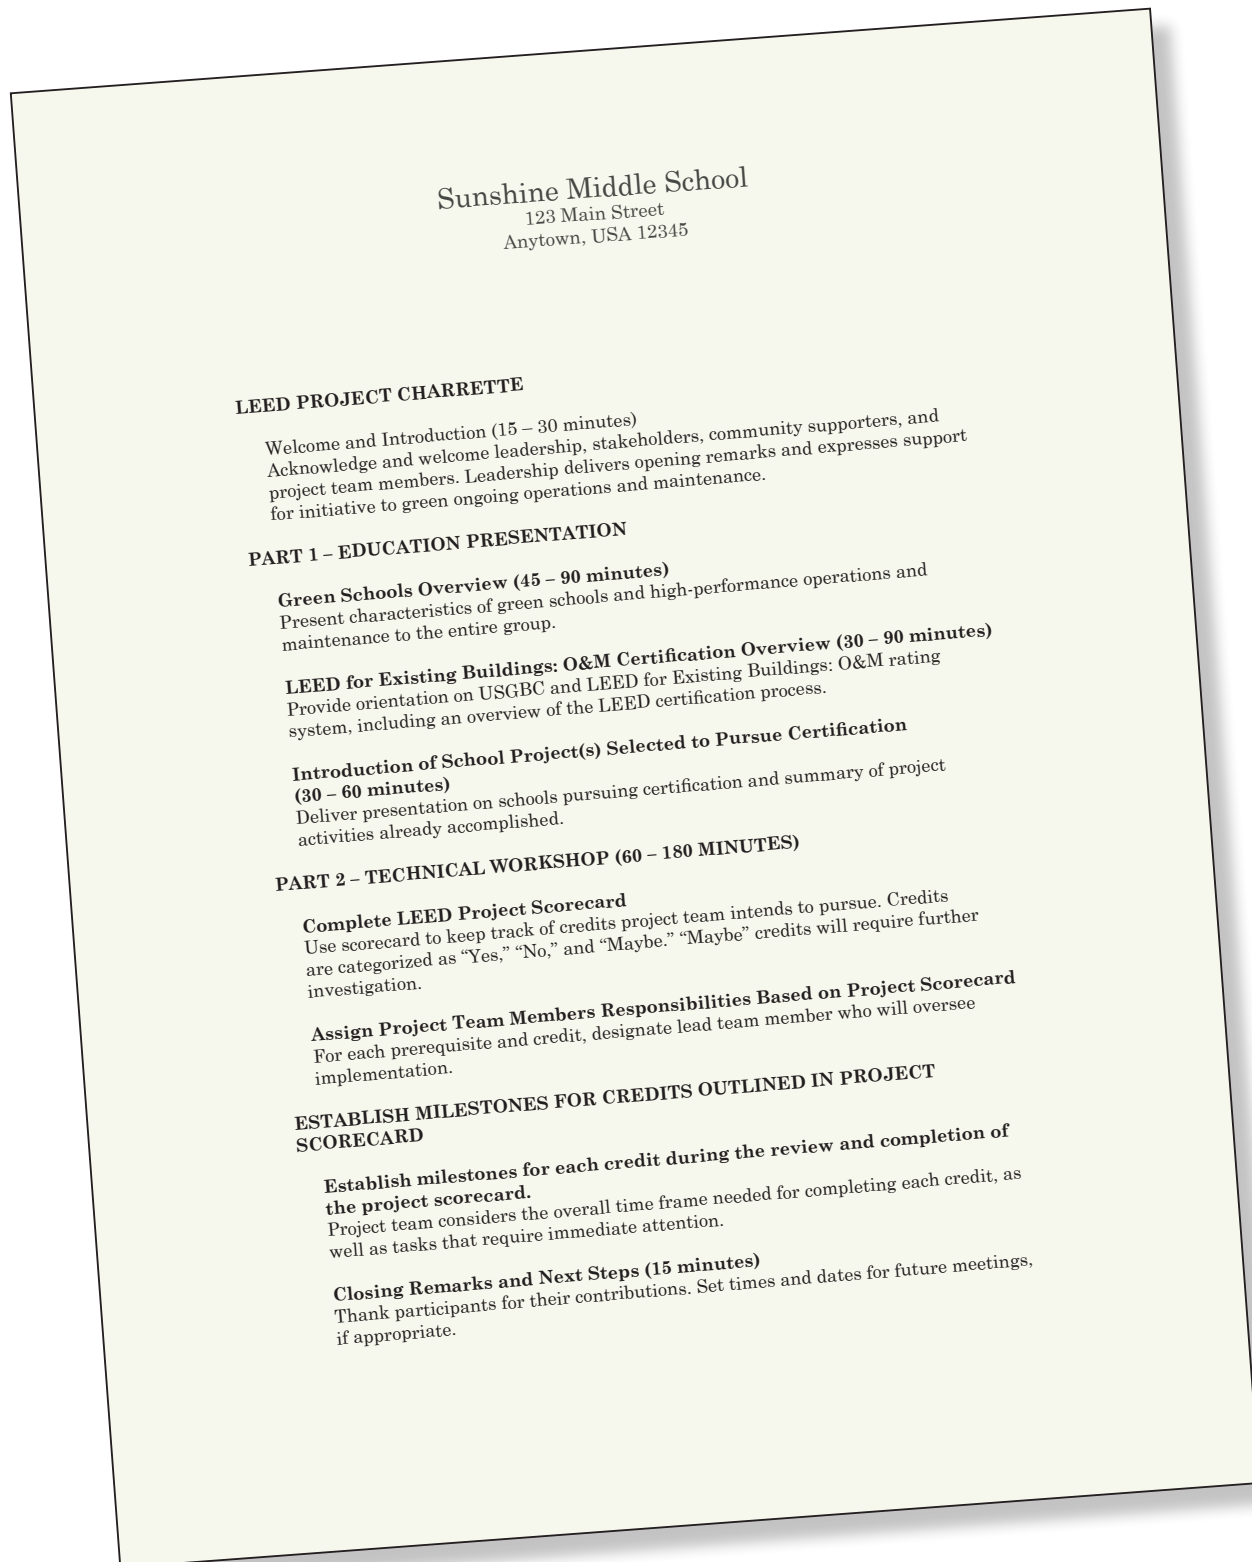 Sunshine Middle School
123 Main Street
Anytown, USA 12345
LEED PROJECT CHARRETTE
Welcome and Introduction (15 – 30 minutes)
Acknowledge and welcome leadership, stakeholders, community supporters, and
project team members. Leadership delivers opening remarks and expresses support
for initiative to green ongoing operations and maintenance.
PART 1 – EDUCATION PRESENTATION
Green Schools Overview (45 – 90 minutes)
Present characteristics of green schools and high-performance operations and
maintenance to the entire group.
LEED for Existing Buildings: O&M Certification Overview (30 – 90 minutes)
Provide orientation on USGBC and LEED for Existing Buildings: O&M rating
system, including an overview of the LEED certification process.
Introduction of School Project(s) Selected to Pursue Certification
(30 – 60 minutes)
Deliver presentation on schools pursuing certification and summary of project
activities already accomplished.
PART 2 – TECHNICAL WORKSHOP (60 – 180 MINUTES)
Complete LEED Project Scorecard
Use scorecard to keep track of credits project team intends to pursue. Credits
are categorized as “Yes,” “No,” and “Maybe.” “Maybe” credits will require further
investigation.
Assign Project Team Members Responsibilities Based on Project Scorecard
For each prerequisite and credit, designate lead team member who will oversee
implementation.
ESTABLISH MILESTONES FOR CREDITS OUTLINED IN PROJECT
SCORECARD
Establish milestones for each credit during the review and completion of
the project scorecard.
Project team considers the overall time frame needed for completing each credit, as
well as tasks that require immediate attention.
Closing Remarks and Next Steps (15 minutes)
Thank participants for their contributions. Set times and dates for future meetings,
if appropriate.